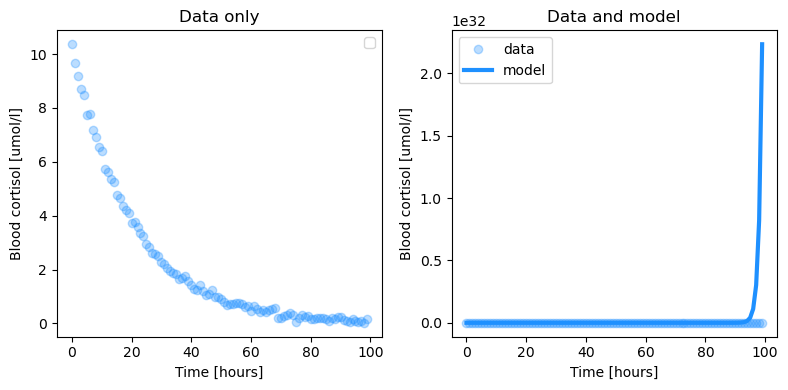 Data only
Blood cortisol [umol/l]
10
8
6
4
2
0
0 20 40 60 80 100
Time [hours]
Data and model
1e32
Blood cortisol [umol/l]
2.0
1.5
1.0
0.5
0.0
0 20 40 60 80 100
Time [hours]
data
model